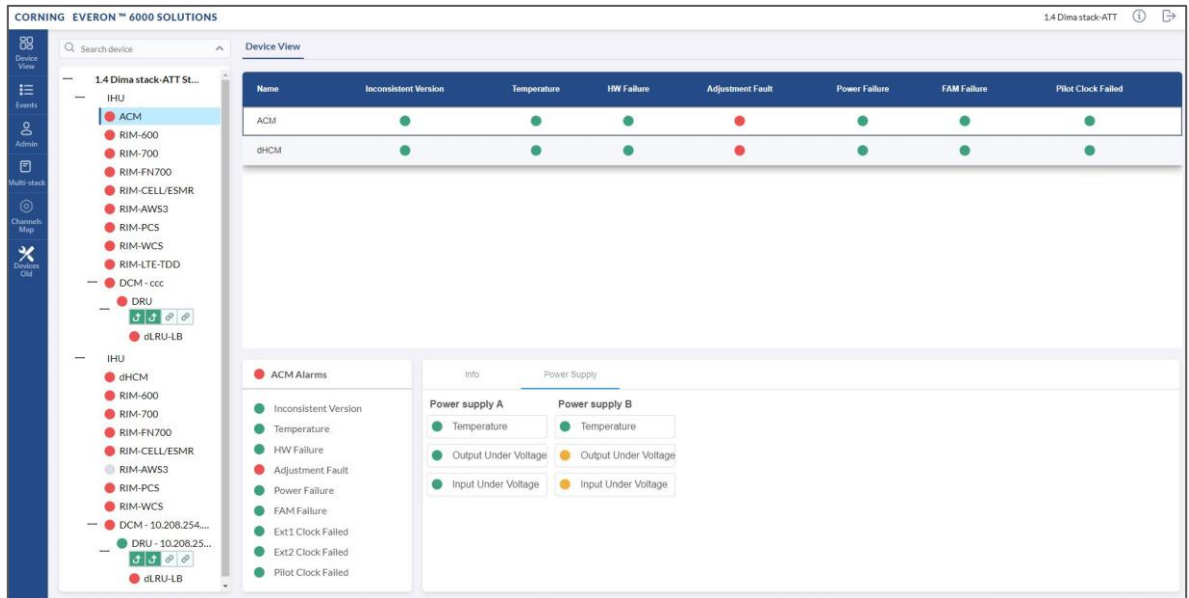 CORNING EVERON ™ 6000 SOLUTIONS
1.4 Dima stack-ATT
Device
View
Events
Admin
Multi-stack
Channels
Map
Devices
Old
Search device
1.4 Dima stack-ATT St...
IHU
ACM
RIM-600
RIM-700
RIM-FN700
RIM-CELL/ESMR
RIM-AWS3
RIM-PCS
RIM-WCS
RIM-LTE-TDD
DCM - ccc
DRU
dLRU-LB
IHU
dHCM
RIM-600
RIM-700
RIM-FN700
RIM-CELL/ESMR
RIM-AWS3
RIM-PCS
RIM-WCS
DCM - 10.208.254....
DRU - 10.208.25...
dLRU-LB
Device View
Name Inconsistent Version Temperature HW Failure Adjustment Fault Power Failure FAM Failure Pilot Clock Failed
ACM
dHCM
ACM Alarms
Inconsistent Version
Temperature
HW Failure
Adjustment Fault
Power Failure
FAM Failure
Ext1 Clock Failed
Ext2 Clock Failed
Pilot Clock Failed
Info Power Supply
Power supply A Power supply B
Temperature Temperature
Output Under Voltage Output Under Voltage
Input Under Voltage Input Under Voltage